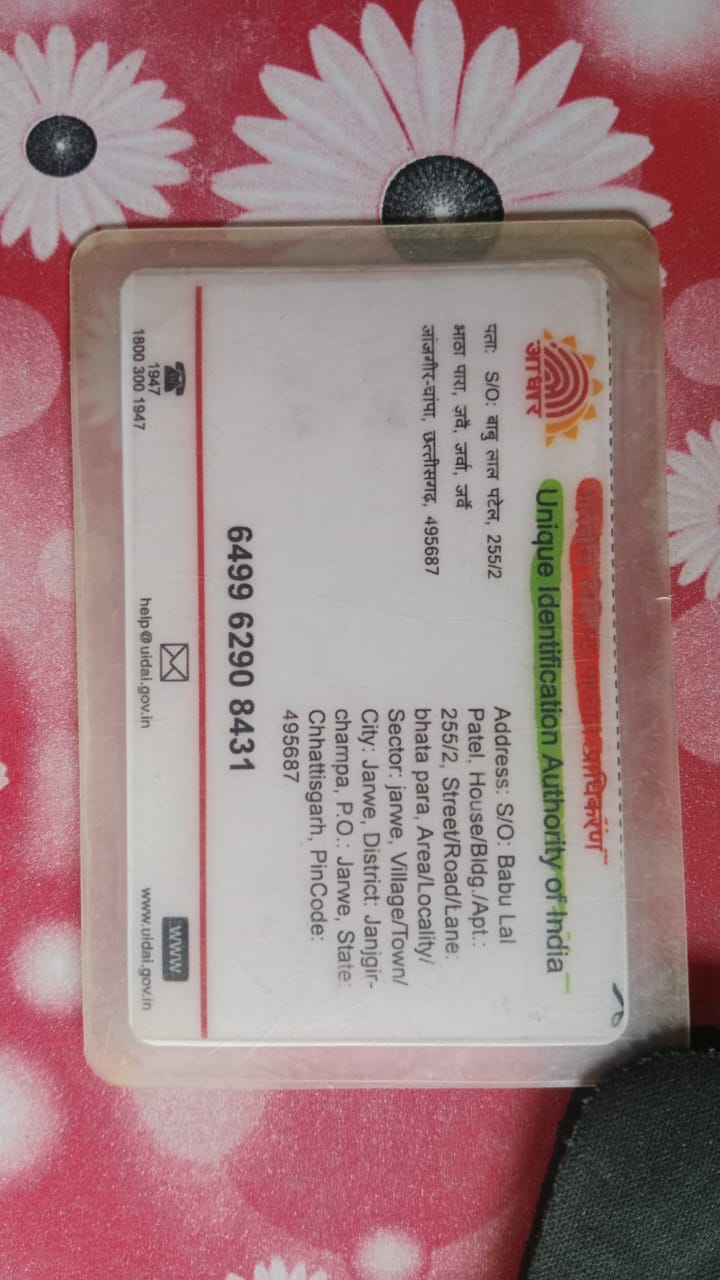 प्राधिकरण
Unique Identification Authority of India
आधार
पता: S/O: बाबु लाल पटेल, 255/2
भाठा पारा, जर्वे, जर्वा, जर्वे
जांजगीर-चांपा, छत्तीसगढ़, 495687
Address: S/O: Babu Lal
Patel, House/Bldg./Apt.:
255/2, Street/Road/Lane:
bhata para, Area/Locality/
Sector: jarwe, Village/Town/
City: Jarwe, District: Janjgir-
champa, P.O.: Jarwe, State:
Chhattisgarh, PinCode:
495687
6499 6290 8431
1947
1800 300 1947
help@uidai.gov.in
www
www.uidai.gov.in